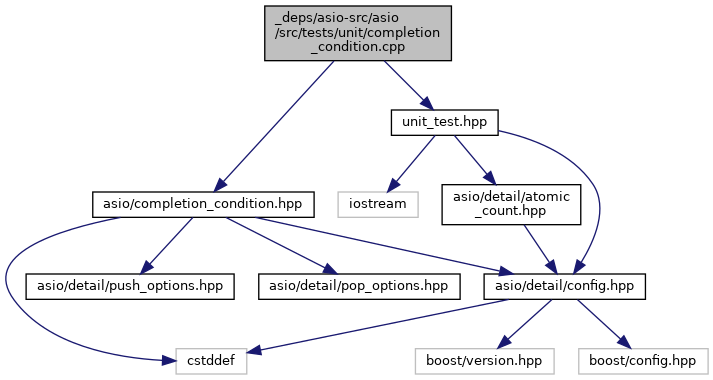 _deps/asio-src/asio
/src/tests/unit/completion
_condition.cpp
unit_test.hpp
asio/completion_condition.hpp
iostream
asio/detail/atomic
_count.hpp
asio/detail/push_options.hpp
asio/detail/pop_options.hpp
asio/detail/config.hpp
cstddef
boost/version.hpp
boost/config.hpp